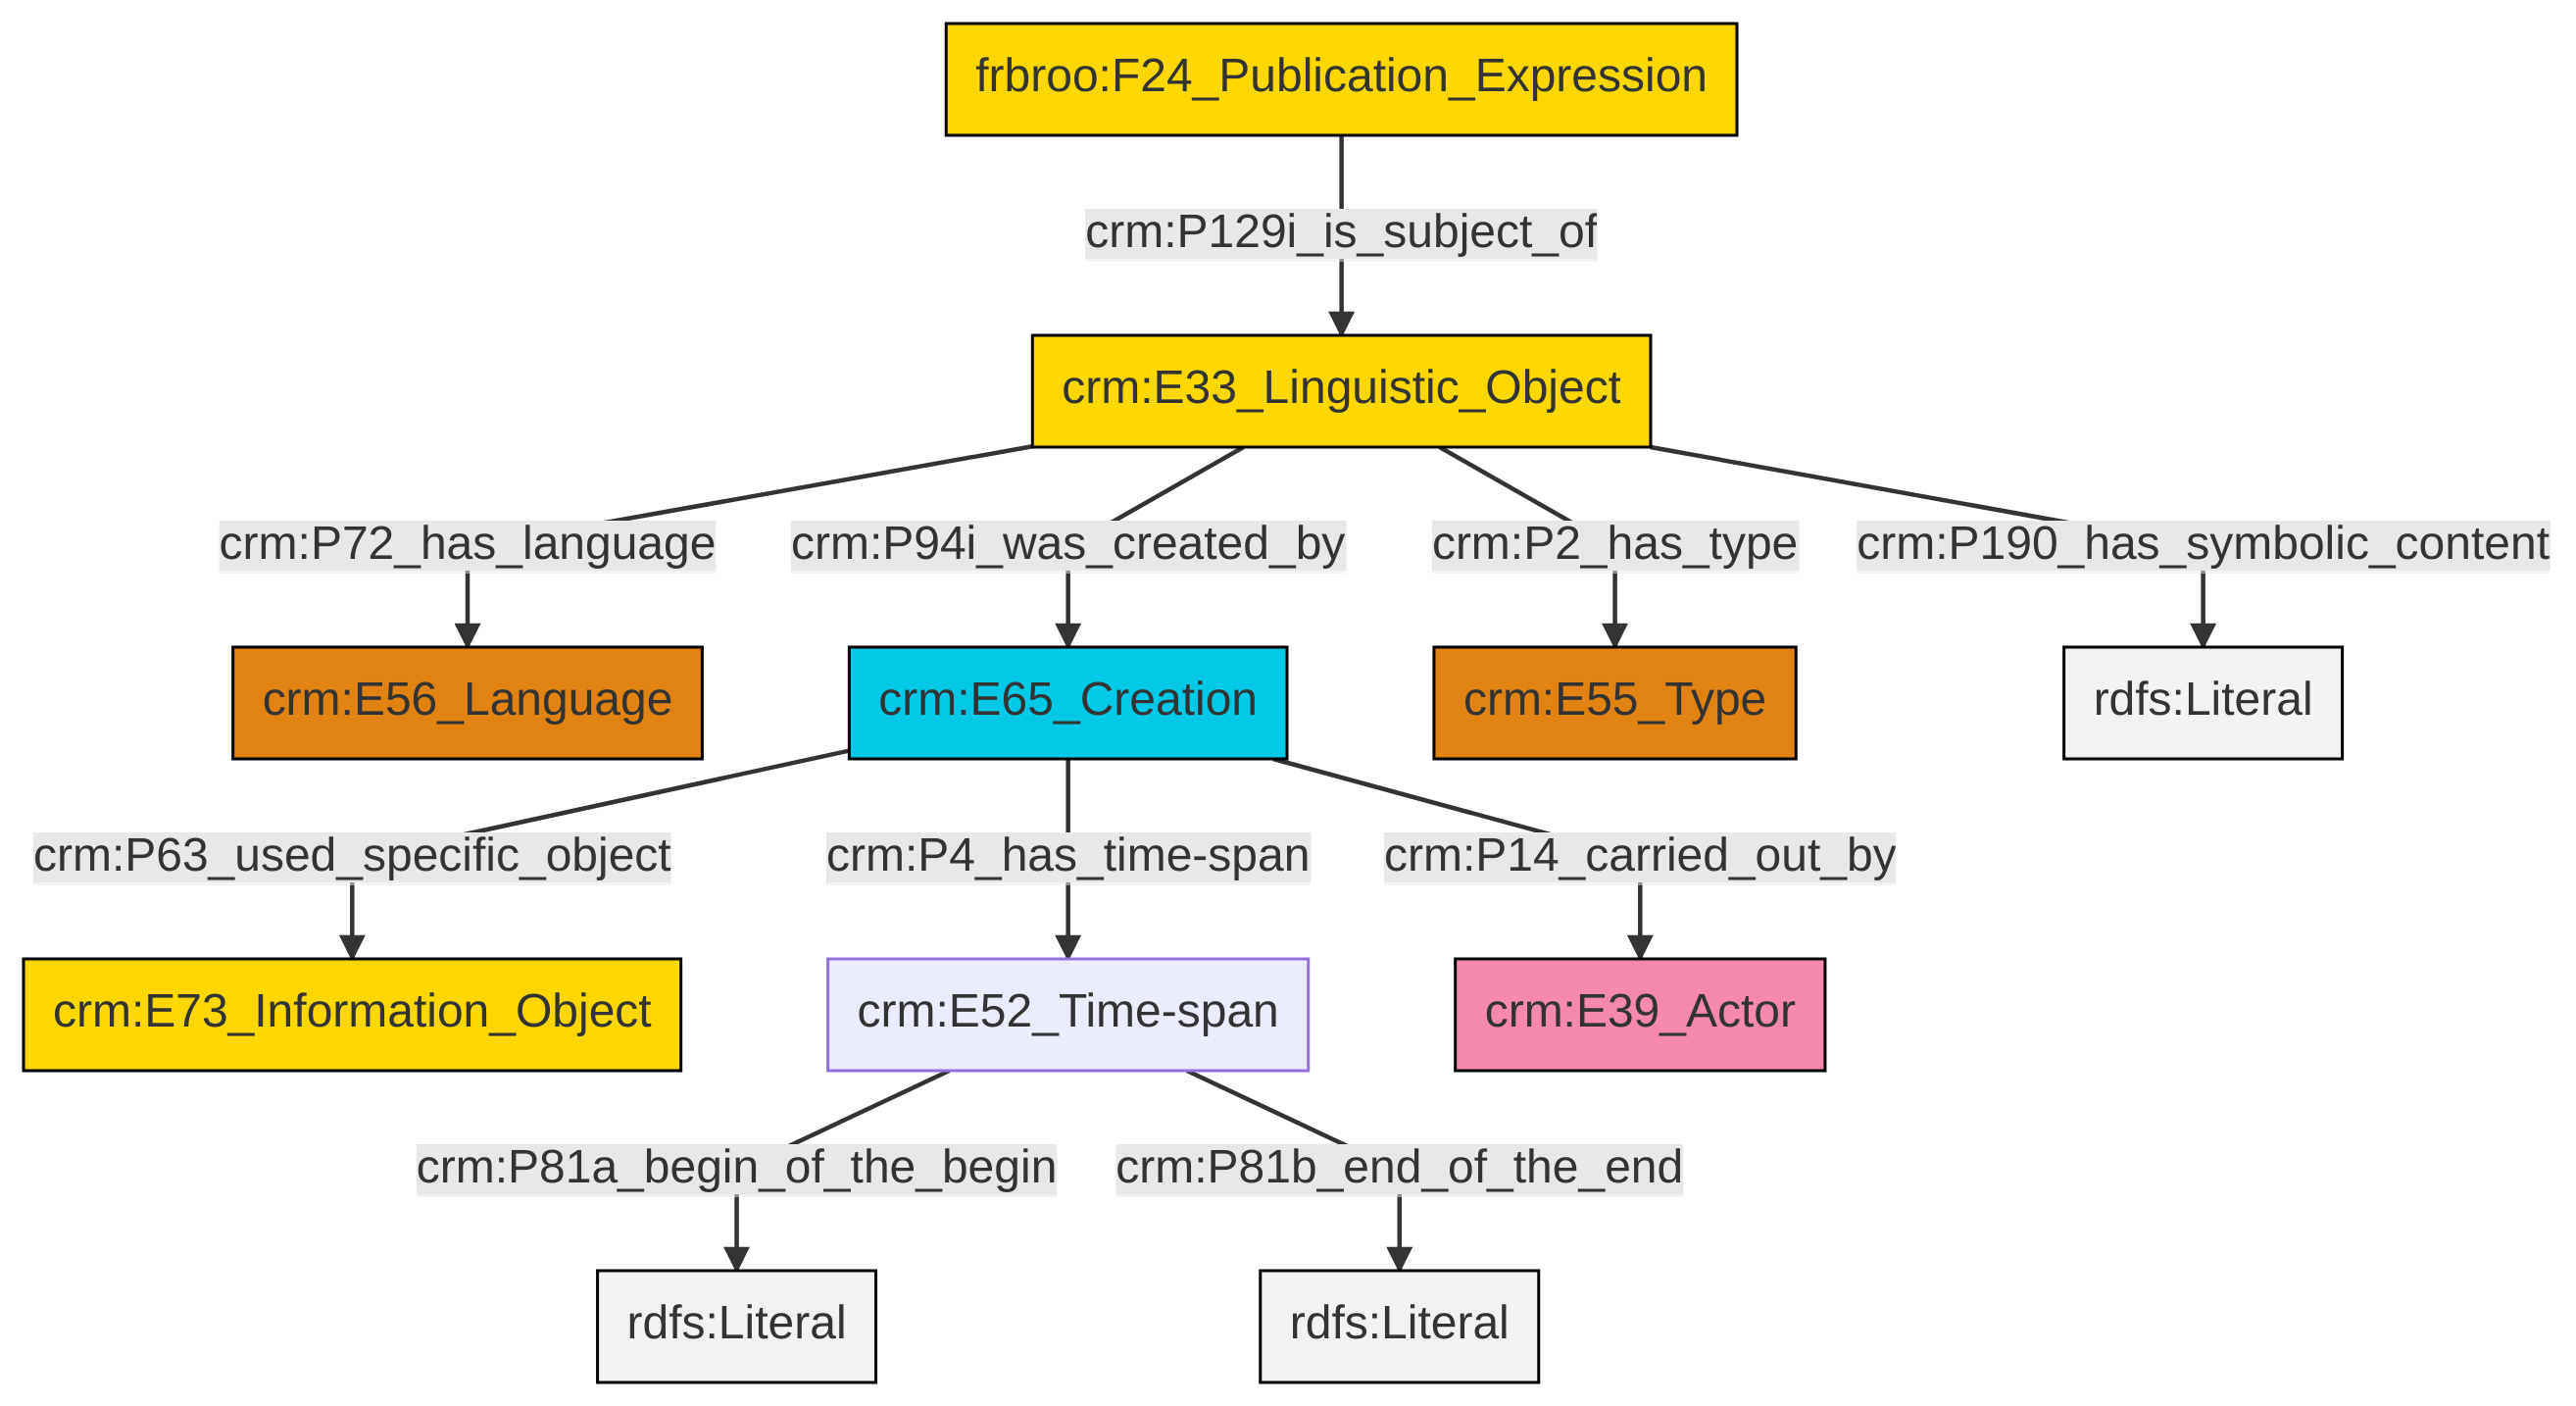 frbroo:F24_Publication_Expression
crm:P129i_is_subject_of
crm:E33_Linguistic_Object
crm:P72_has_language
crm:P94i_was_created_by
crm:P2_has_type
crm:P190_has_symbolic_content
crm:E56_Language
crm:E65_Creation
crm:E55_Type
rdfs:Literal
crm:P63_used_specific_object
crm:P4_has_time-span
crm:P14_carried_out_by
crm:E73_Information_Object
crm:E52_Time-span
crm:E39_Actor
crm:P81a_begin_of_the_begin
crm:P81b_end_of_the_end
rdfs:Literal
rdfs:Literal